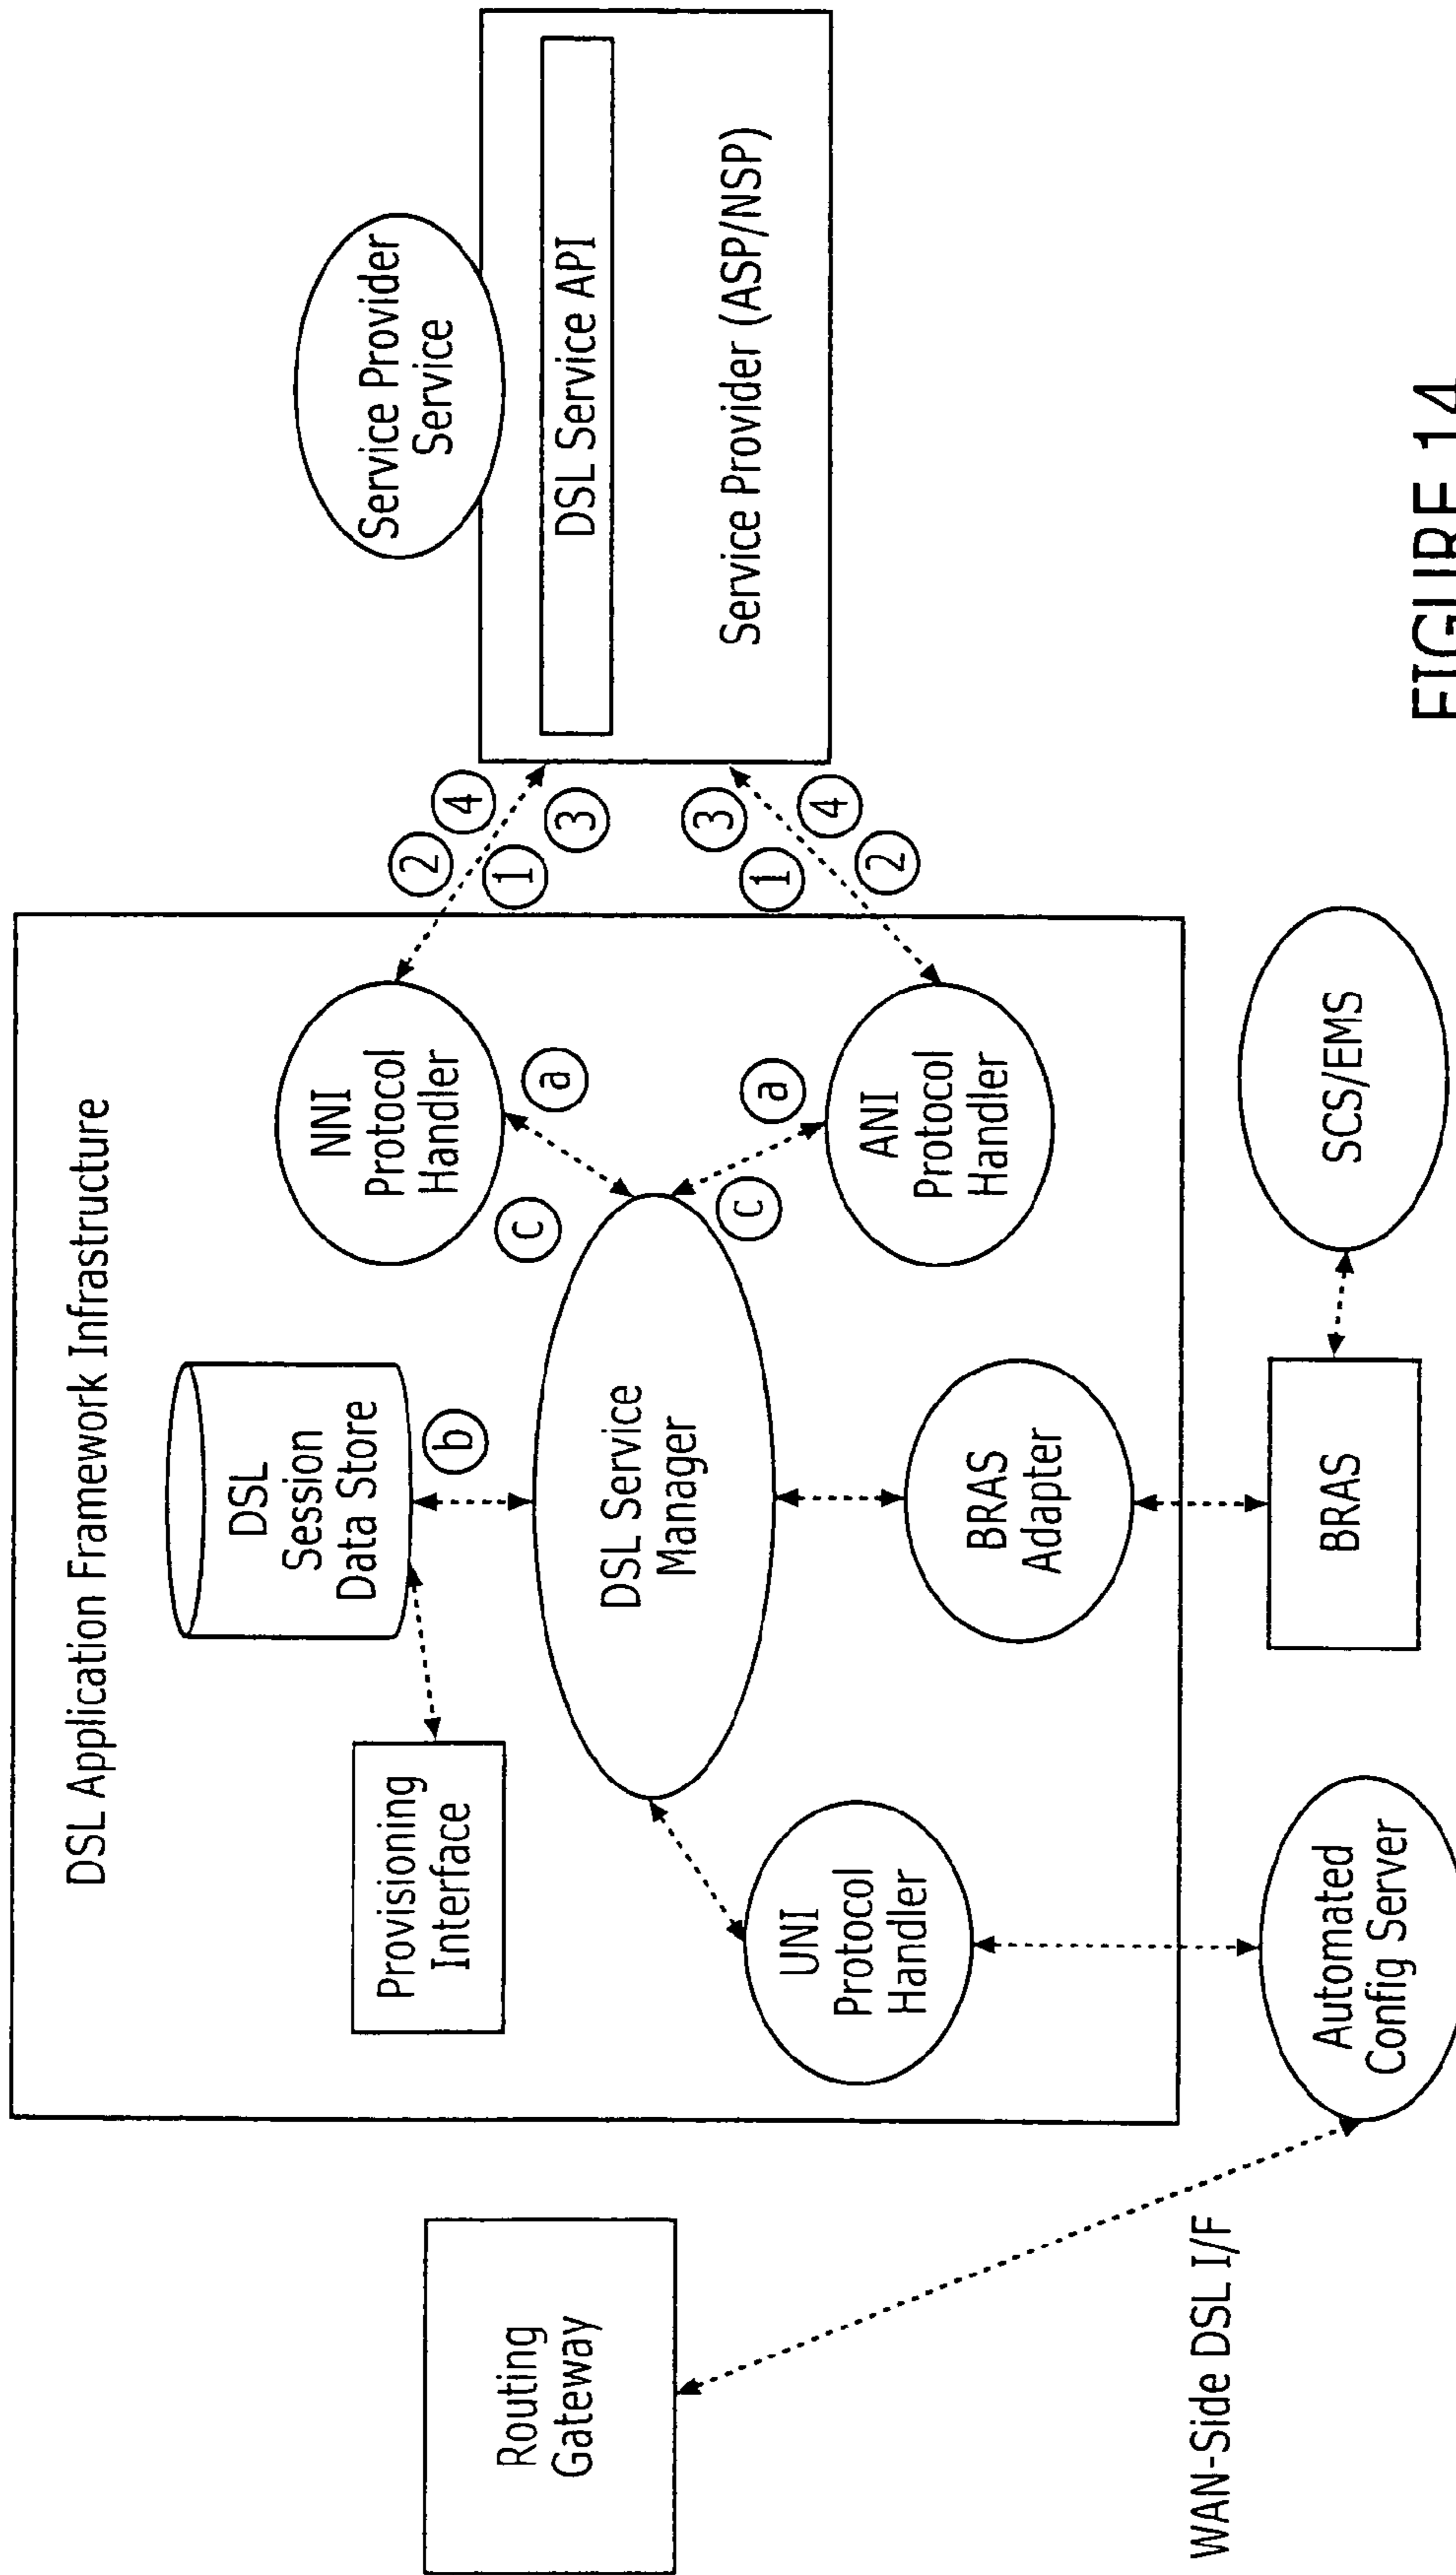 DSL Application Framework Infrastructure
Routing
Gateway
Provisioning
Interface
DSL
Session
Data Store
b
DSL Service
Manager
NNI
Protocol
Handler
c
a
c
a
ANI
Protocol
Handler
UNI
Protocol
Handler
BRAS
Adapter
2
4
1
3
3
1
4
2
Service Provider
Service
DSL Service API
Service Provider (ASP/NSP)
WAN-Side DSL I/F
Automated
Config Server
BRAS
SCS/EMS
FIGURE 14